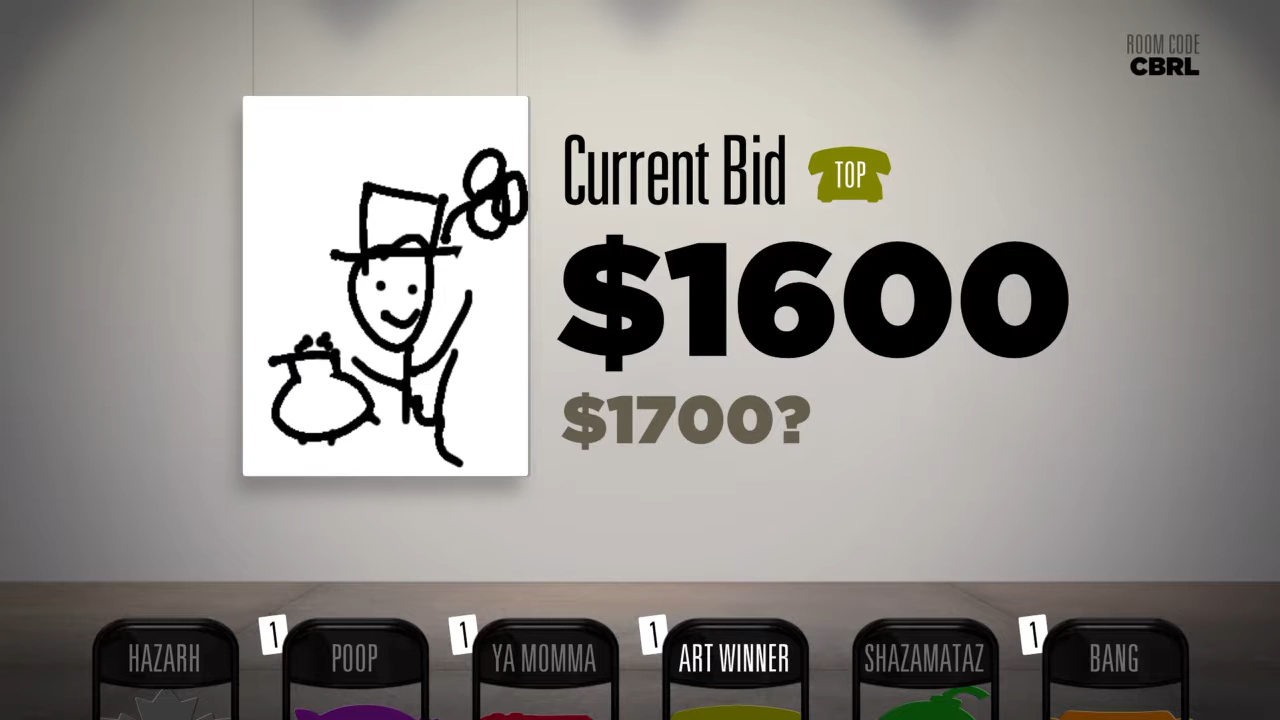 ROOM CODE
CBRL
Current Bid
TOP
$1600
$1700?
HAZARH
1
POOP
1
YA MOMMA
1
ART WINNER
SHAZAMATAZ
1
BANG